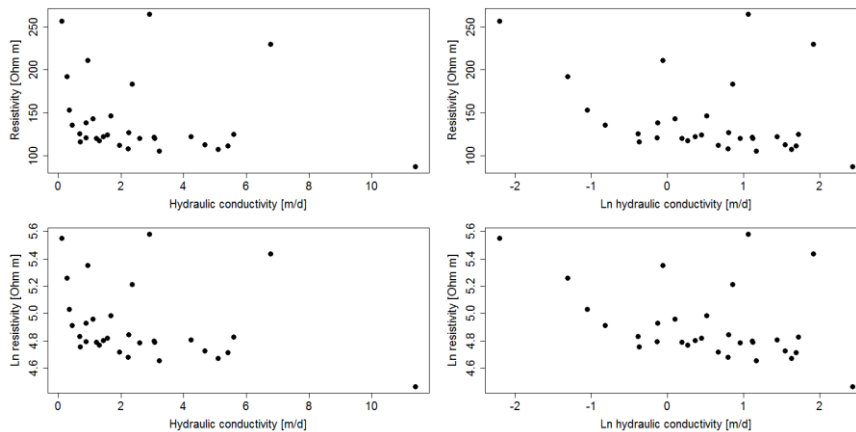 Resistivity [Ohm m]
250
200
150
100
0 2 4 6 8 10
Hydraulic conductivity [m/d]
Resistivity [Ohm m]
250
200
150
100
-2 -1 0 1 2
Ln hydraulic conductivity [m/d]
Ln resistivity [Ohm m]
5.6
5.4
5.2
5.0
4.8
4.6
0 2 4 6 8 10
Hydraulic conductivity [m/d]
Ln resistivity [Ohm m]
5.6
5.4
5.2
5.0
4.8
4.6
-2 -1 0 1 2
Ln hydraulic conductivity [m/d]